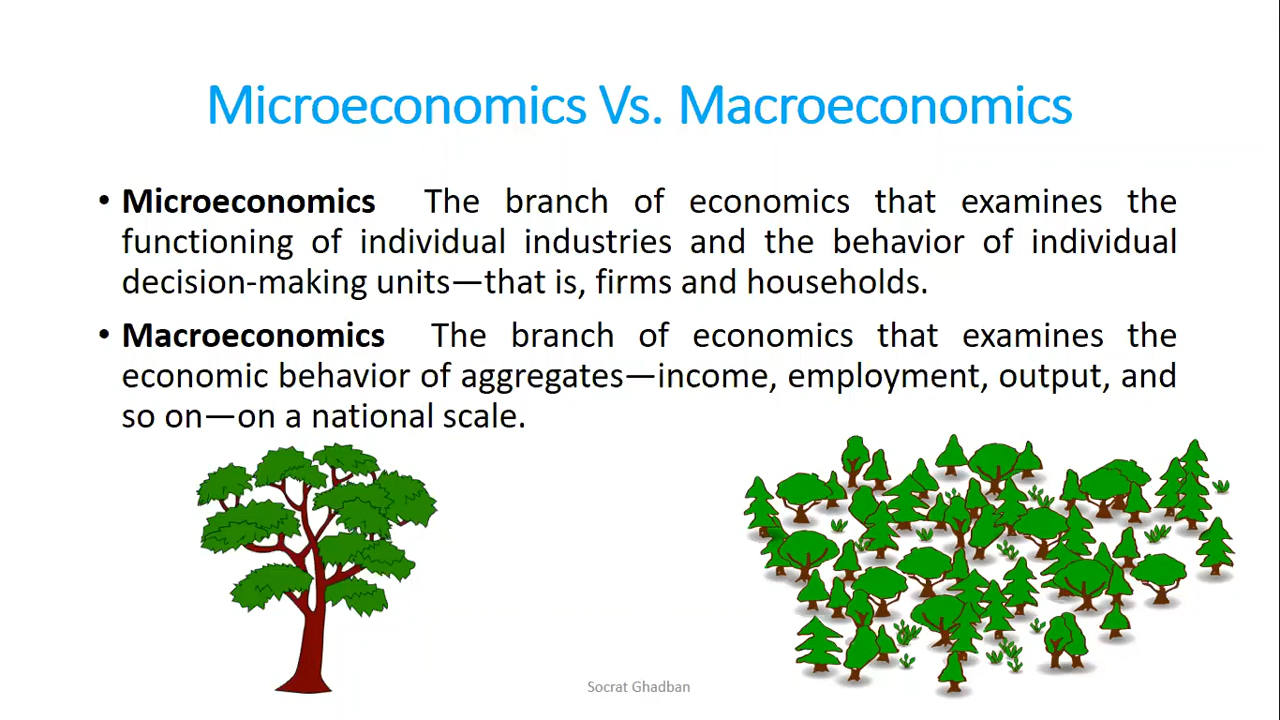 Microeconomics Vs. Macroeconomics
• Microeconomics The branch of economics that examines the
functioning of individual industries and the behavior of individual
decision-making units—that is, firms and households.
• Macroeconomics The branch of economics that examines the
economic behavior of aggregates—income, employment, output, and
so on—on a national scale.
Socrat Ghadban